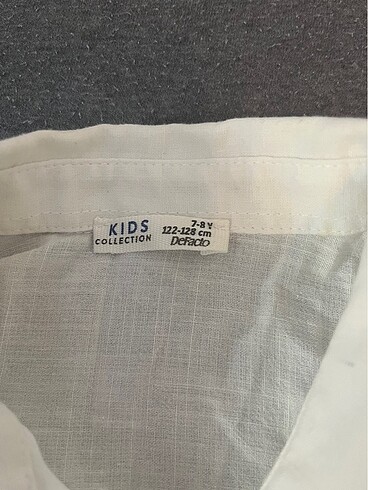 KIDS
COLLECTION
7-8 Y
122-128 cm
DeFacto